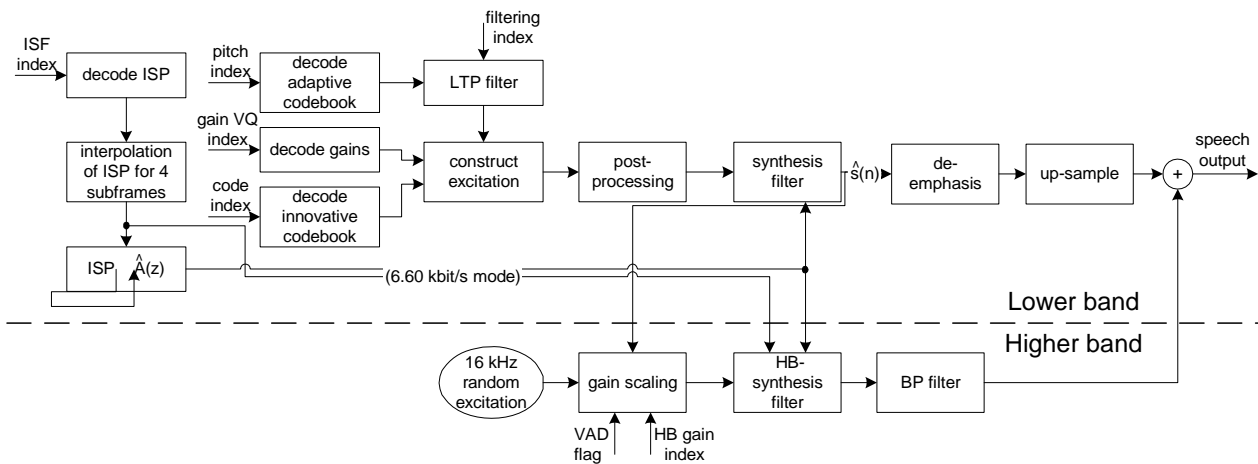 filtering
index
ISF
index
decode ISP
pitch
index
decode
adaptive
codebook
LTP filter
gain VQ
index
decode gains
interpolation
of ISP for 4
subframes
construct
excitation
post-
processing
synthesis
filter
ŝ(n)
de-
emphasis
up-sample
+
speech
output
code
index
decode
innovative
codebook
ISP Â(z)
(6.60 kbit/s mode)
Lower band
Higher band
16 kHz
random
excitation
gain scaling
HB-
synthesis
filter
BP filter
VAD
flag
HB gain
index